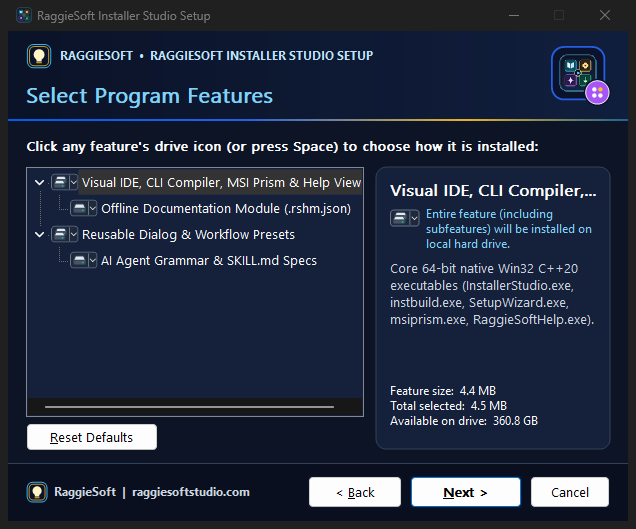 RaggieSoft Installer Studio Setup
RAGGIESOFT • RAGGIESOFT INSTALLER STUDIO SETUP
Select Program Features
Click any feature's drive icon (or press Space) to choose how it is installed:
Visual IDE, CLI Compiler, MSI Prism & Help View
Offline Documentation Module (.rshm.json)
Reusable Dialog & Workflow Presets
AI Agent Grammar & SKILL.md Specs
Visual IDE, CLI Compiler,...
Entire feature (including
subfeatures) will be installed on
local hard drive.
Core 64-bit native Win32 C++20
executables (InstallerStudio.exe,
instbuild.exe, SetupWizard.exe,
msiprism.exe, RaggieSoftHelp.exe).
Feature size: 4.4 MB
Total selected: 4.5 MB
Available on drive: 360.8 GB
Reset Defaults
RaggieSoft | raggiesoftstudio.com
< Back
Next >
Cancel